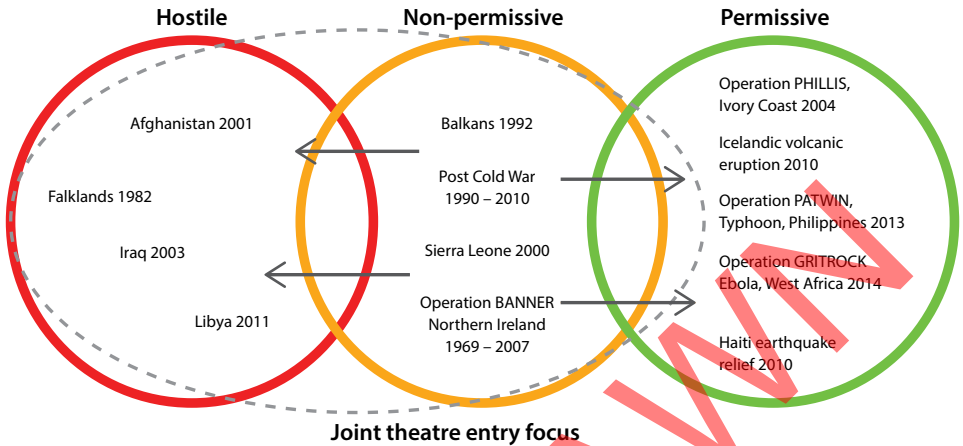 Hostile
Non-permissive
Permissive
Afghanistan 2001
Falklands 1982
Iraq 2003
Libya 2011
Balkans 1992
Post Cold War
1990 – 2010
Sierra Leone 2000
Operation BANNER
Northern Ireland
1969 – 2007
Operation PHILLIS,
Ivory Coast 2004
Icelandic volcanic
eruption 2010
Operation PATWIN,
Typhoon, Philippines 2013
Operation GRITROCK
Ebola, West Africa 2014
Haiti earthquake
relief 2010
Joint theatre entry focus